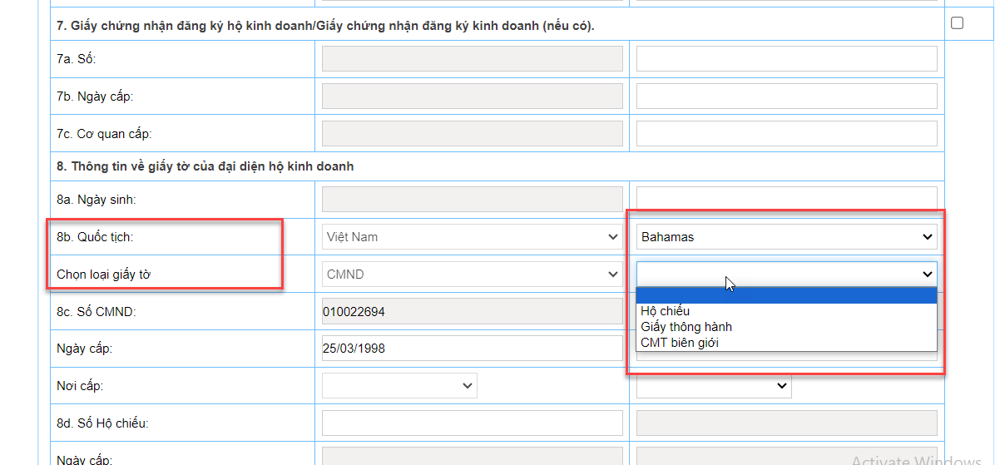 7. Giấy chứng nhận đăng ký hộ kinh doanh/Giấy chứng nhận đăng ký kinh doanh (nếu có).
7a. Số:
7b. Ngày cấp:
7c. Cơ quan cấp:
8. Thông tin về giấy tờ của đại diện hộ kinh doanh
8a. Ngày sinh:
8b. Quốc tịch: Việt Nam Bahamas
Chọn loại giấy tờ CMND
Hộ chiếu
Giấy thông hành
CMT biên giới
8c. Số CMND: 010022694
Ngày cấp: 25/03/1998
Nơi cấp:
8d. Số Hộ chiếu:
Ngày cấp:
Activate Windows